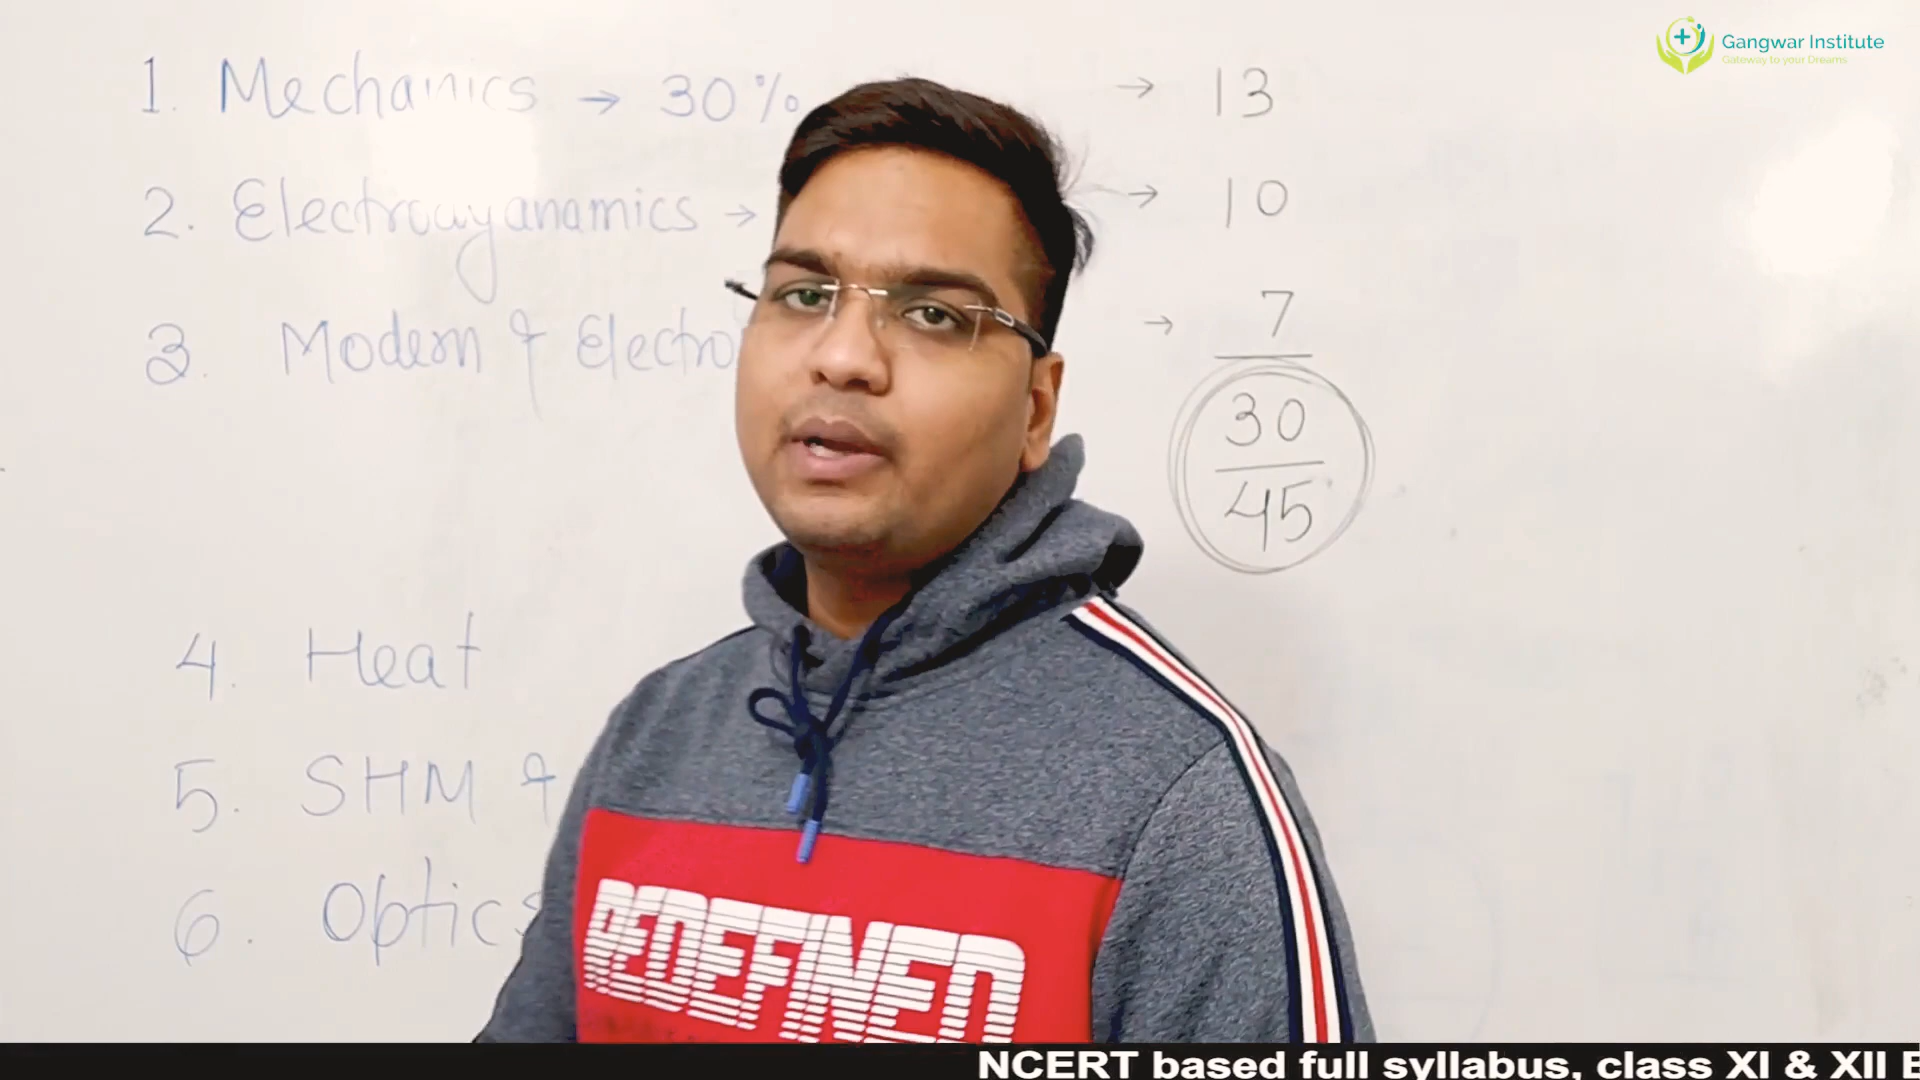 Gangwar Institute
Gateway to your Dreams
1. Mechanics → 30% → 13
2. Electrodyanamics → → 10
3. Modern & Electro → 7
30
45
4. Heat
5. SHM &
6. Optics
REDEFINED
NCERT based full syllabus, class XI & XII E